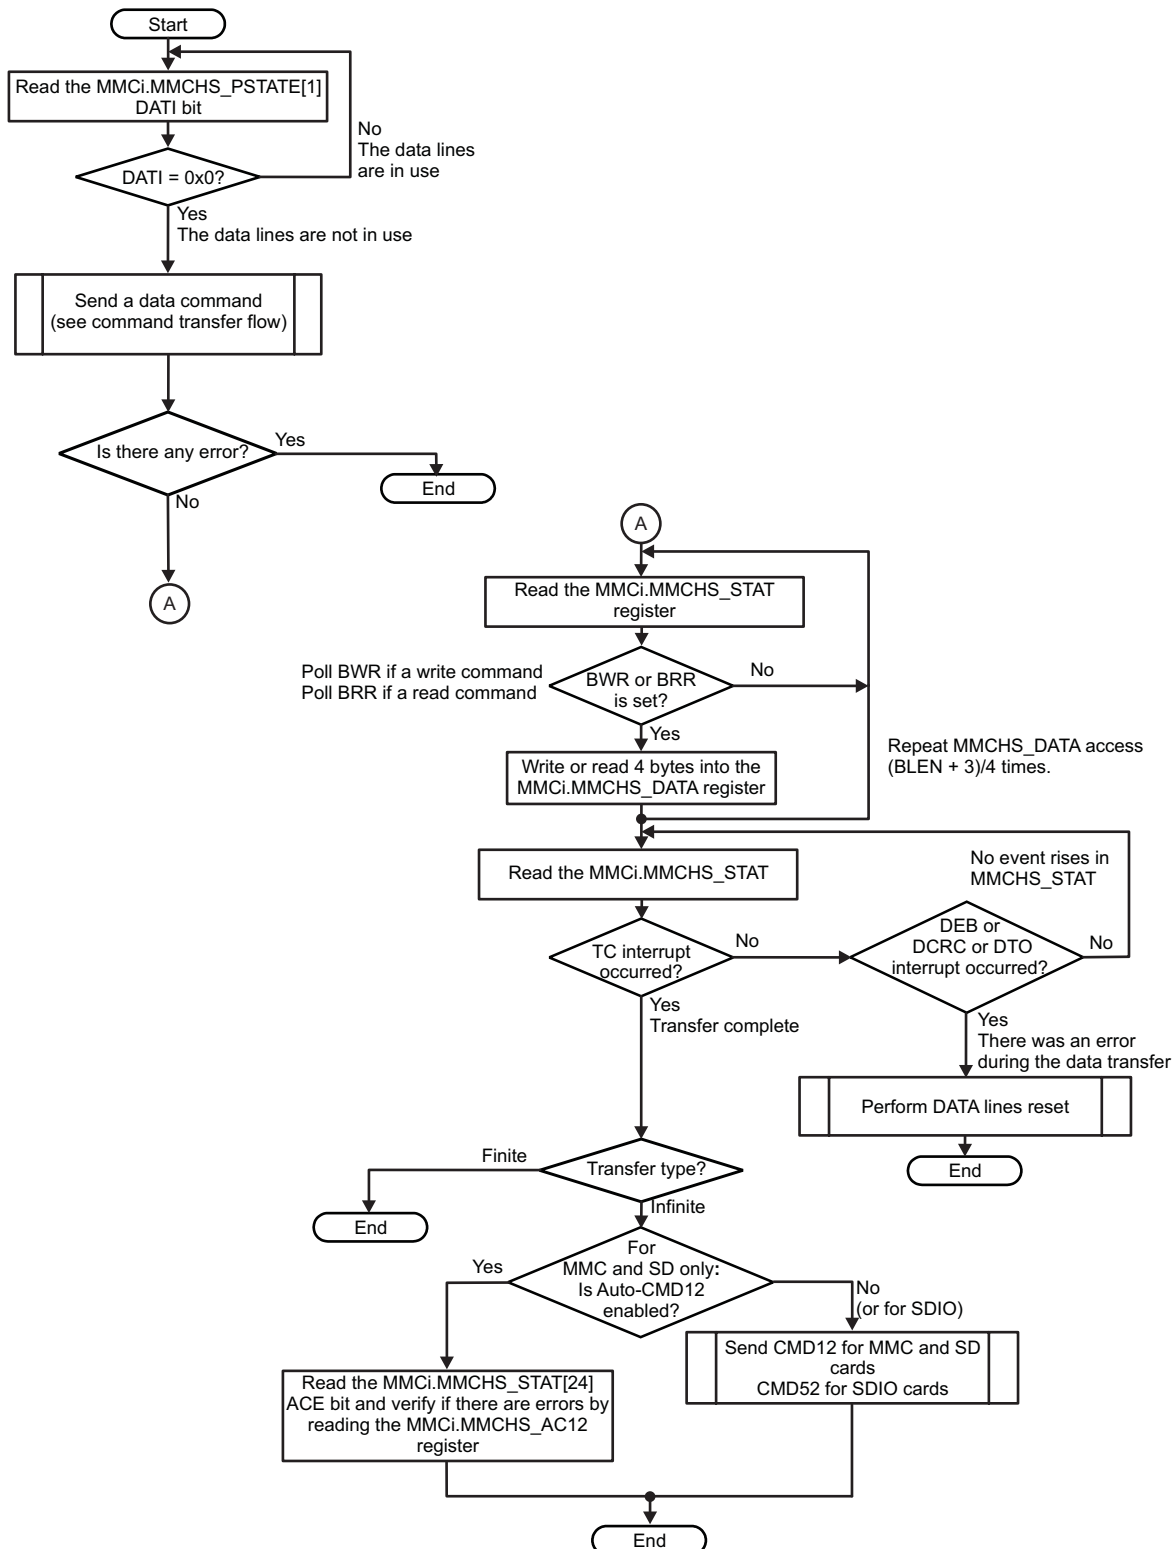 Start
Read the MMCi.MMCHS_PSTATE[1]
DATI bit
No
The data lines
are in use
DATI = 0x0?
Yes
The data lines are not in use
Send a data command
(see command transfer flow)
Is there any error?
Yes
End
No
A
A
Read the MMCi.MMCHS_STAT
register
Poll BWR if a write command
Poll BRR if a read command
BWR or BRR
is set?
No
Yes
Write or read 4 bytes into the
MMCi.MMCHS_DATA register
Repeat MMCHS_DATA access
(BLEN + 3)/4 times.
Read the MMCi.MMCHS_STAT
No event rises in
MMCHS_STAT
TC interrupt
occurred?
No
DEB or
DCRC or DTO
interrupt occurred?
No
Yes
Transfer complete
Yes
There was an error
during the data transfer
Perform DATA lines reset
End
Transfer type?
Finite
End
Infinite
For
MMC and SD only:
Is Auto-CMD12
enabled?
Yes
No
(or for SDIO)
Send CMD12 for MMC and SD
cards
CMD52 for SDIO cards
Read the MMCi.MMCHS_STAT[24]
ACE bit and verify if there are errors by
reading the MMCi.MMCHS_AC12
register
End